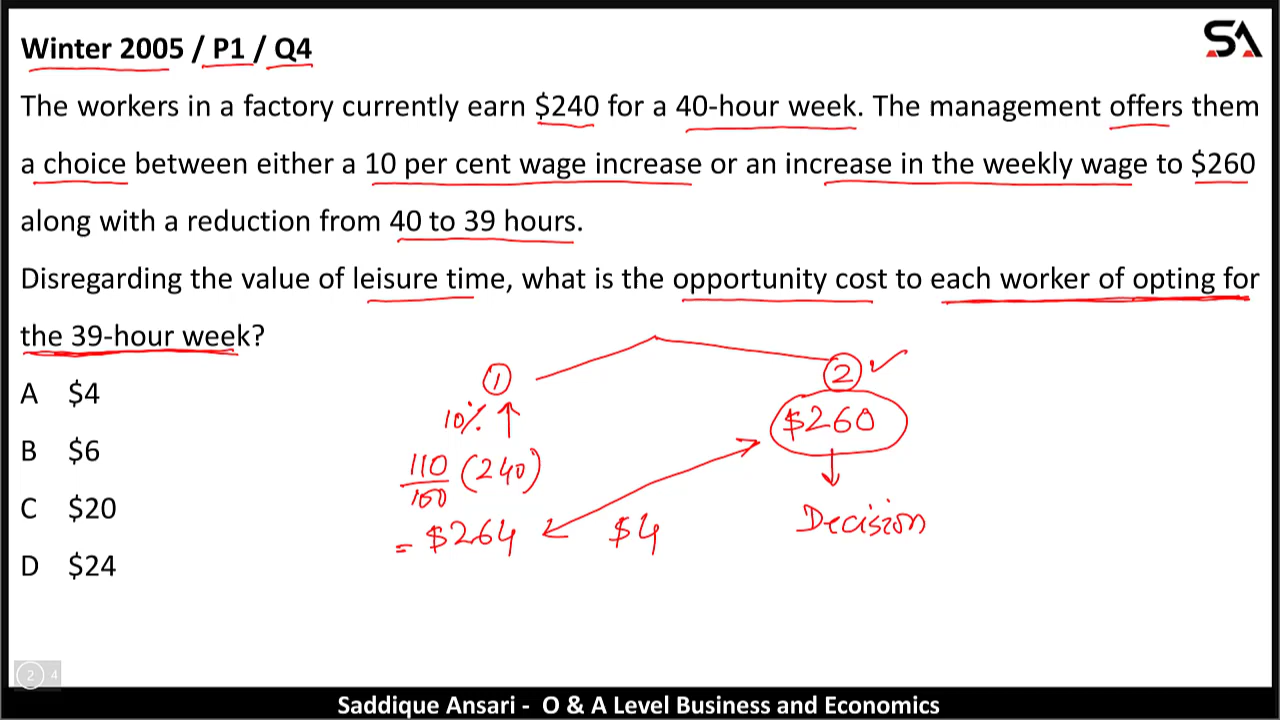 Winter 2005 / P1 / Q4
SA
The workers in a factory currently earn $240 for a 40-hour week. The management offers them
a choice between either a 10 per cent wage increase or an increase in the weekly wage to $260
along with a reduction from 40 to 39 hours.
Disregarding the value of leisure time, what is the opportunity cost to each worker of opting for
the 39-hour week?
A $4
B $6
C $20
D $24
1
10% ↑
110/100 (240)
= $264
$4
2 ✓
$260
Decision
2 4
Saddique Ansari - O & A Level Business and Economics